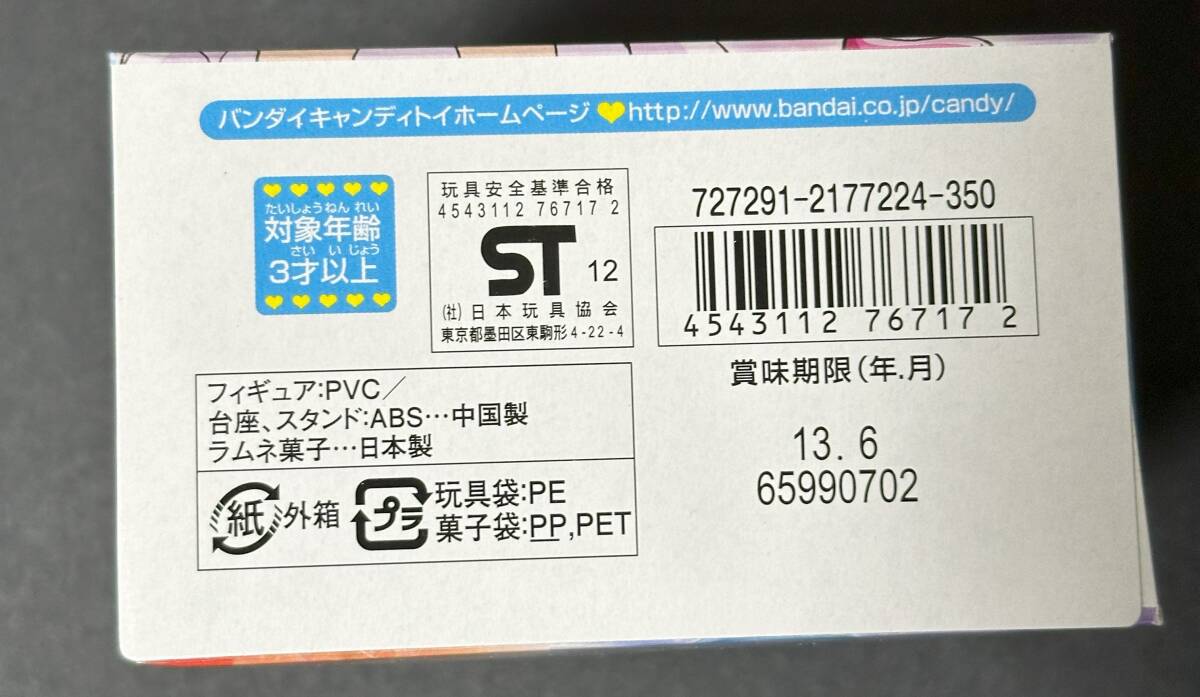 バンダイキャンディトイホームページ💛http://www.bandai.co.jp/candy/
たいしょうねんれい
対象年齢
さいいじょう
3才以上
玩具安全基準合格
4543112 76717 2
ST 12
(社)日本玩具協会
東京都墨田区東駒形4-22-4
727291-2177224-350
4543112 76717 2
賞味期限(年.月)
13. 6
65990702
フィギュア:PVC/
台座、スタンド:ABS…中国製
ラムネ菓子…日本製
紙 外箱
プラ 玩具袋:PE
菓子袋:PP,PET